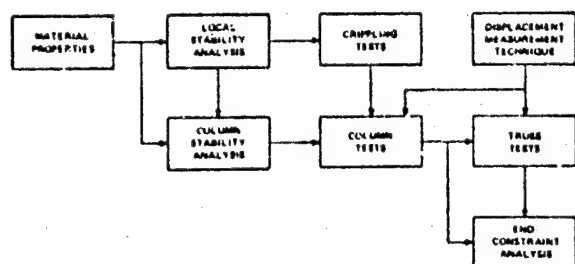 MATERIAL
PROPERTIES
LOCAL
STABILITY
ANALYSIS
CRIPPLING
TESTS
DISPLACEMENT
MEASUREMENT
TECHNIQUE
COLUMN
STABILITY
ANALYSIS
COLUMN
TESTS
TRUSS
TESTS
END
CONSTRAINT
ANALYSIS